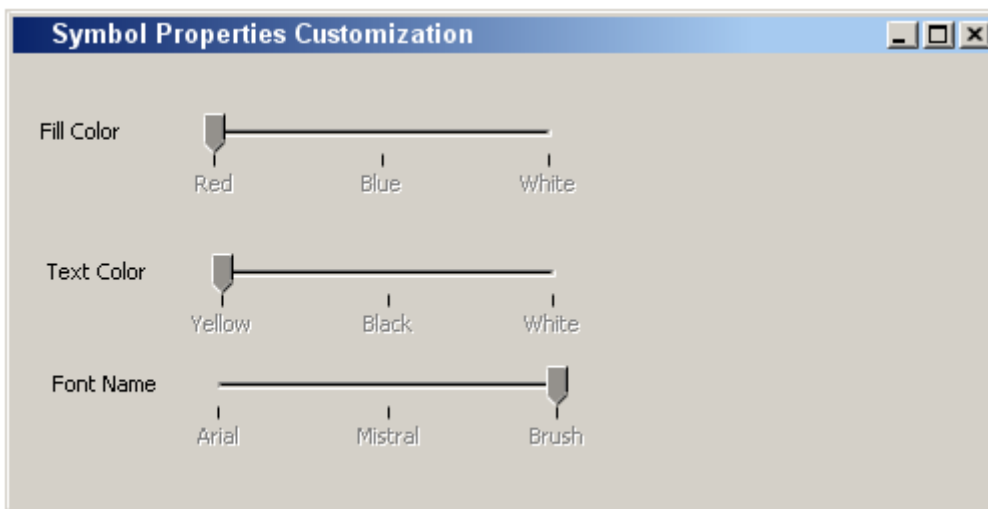 Symbol Properties Customization
Fill Color
Red Blue White
Text Color
Yellow Black White
Font Name
Arial Mistral Brush